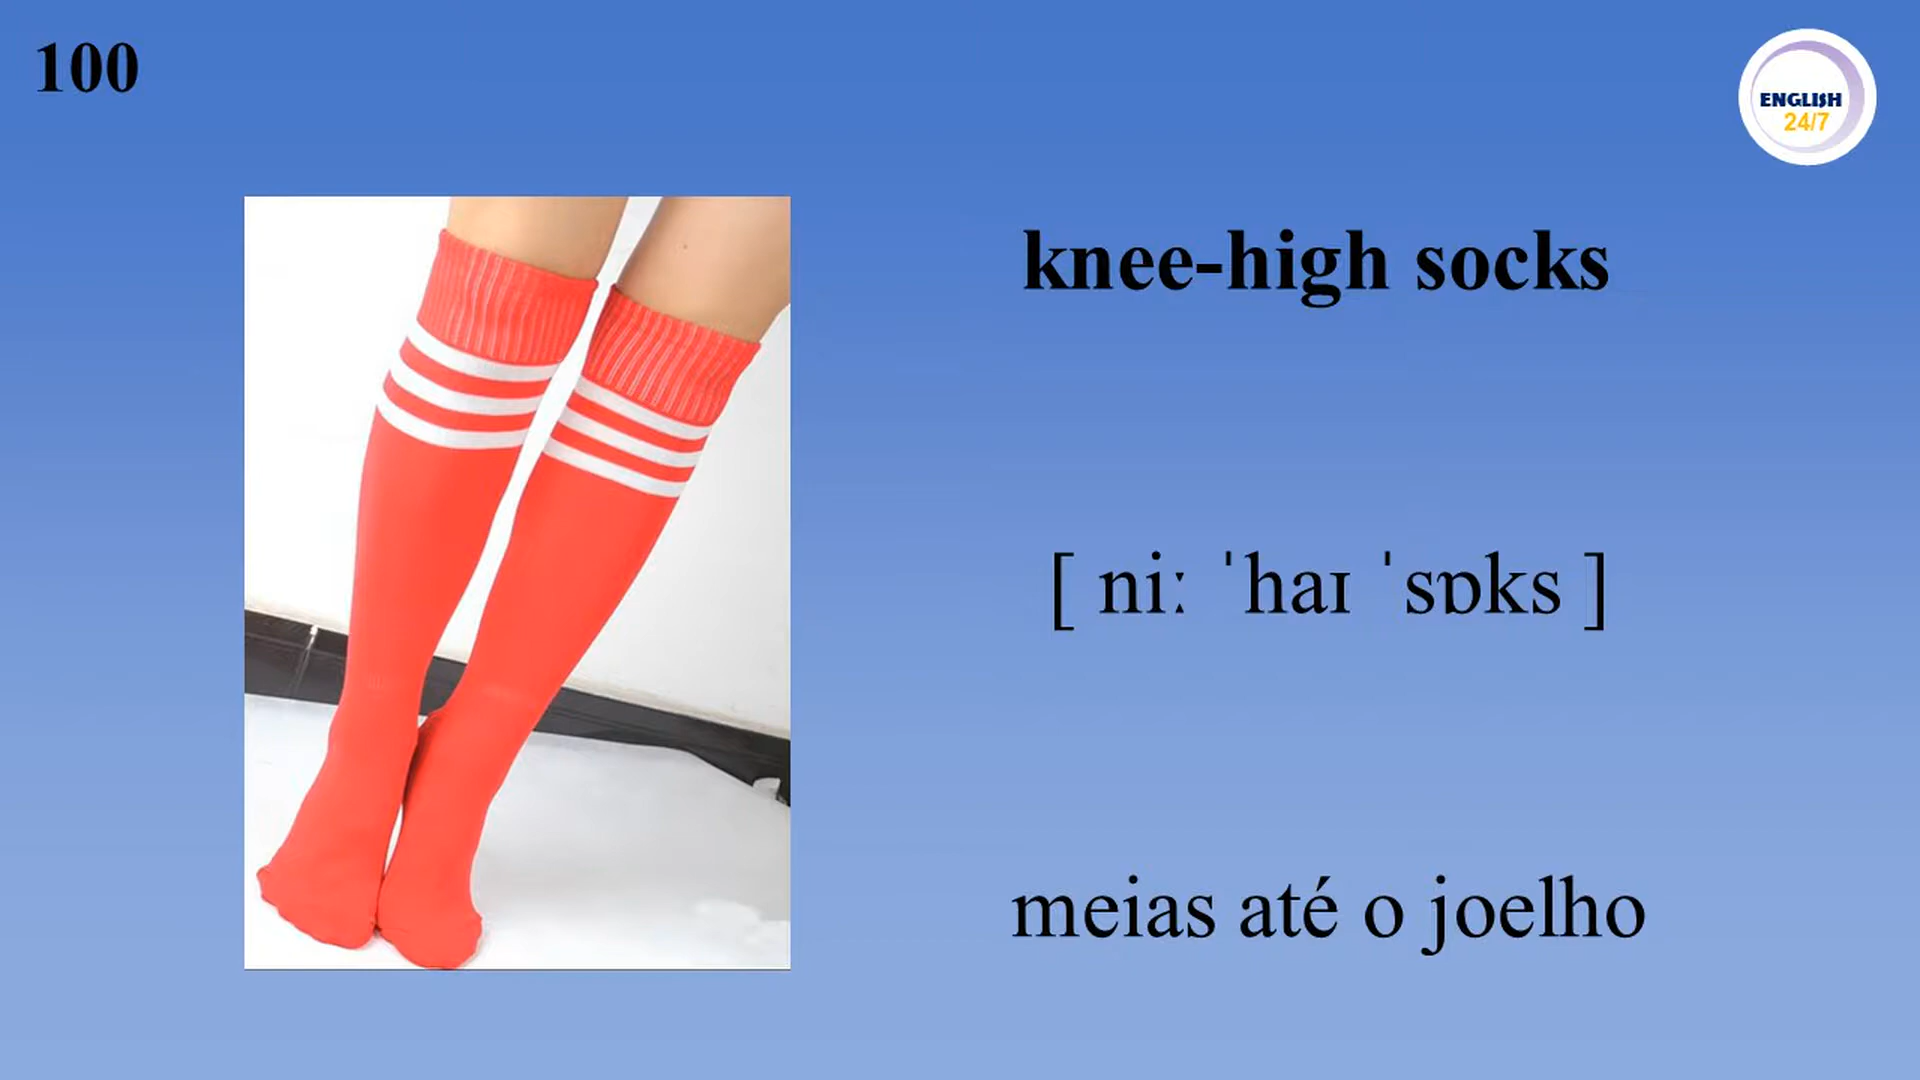 100
ENGLISH
24/7
knee-high socks
[ niː ˈhaɪ ˈsɒks ]
meias até o joelho